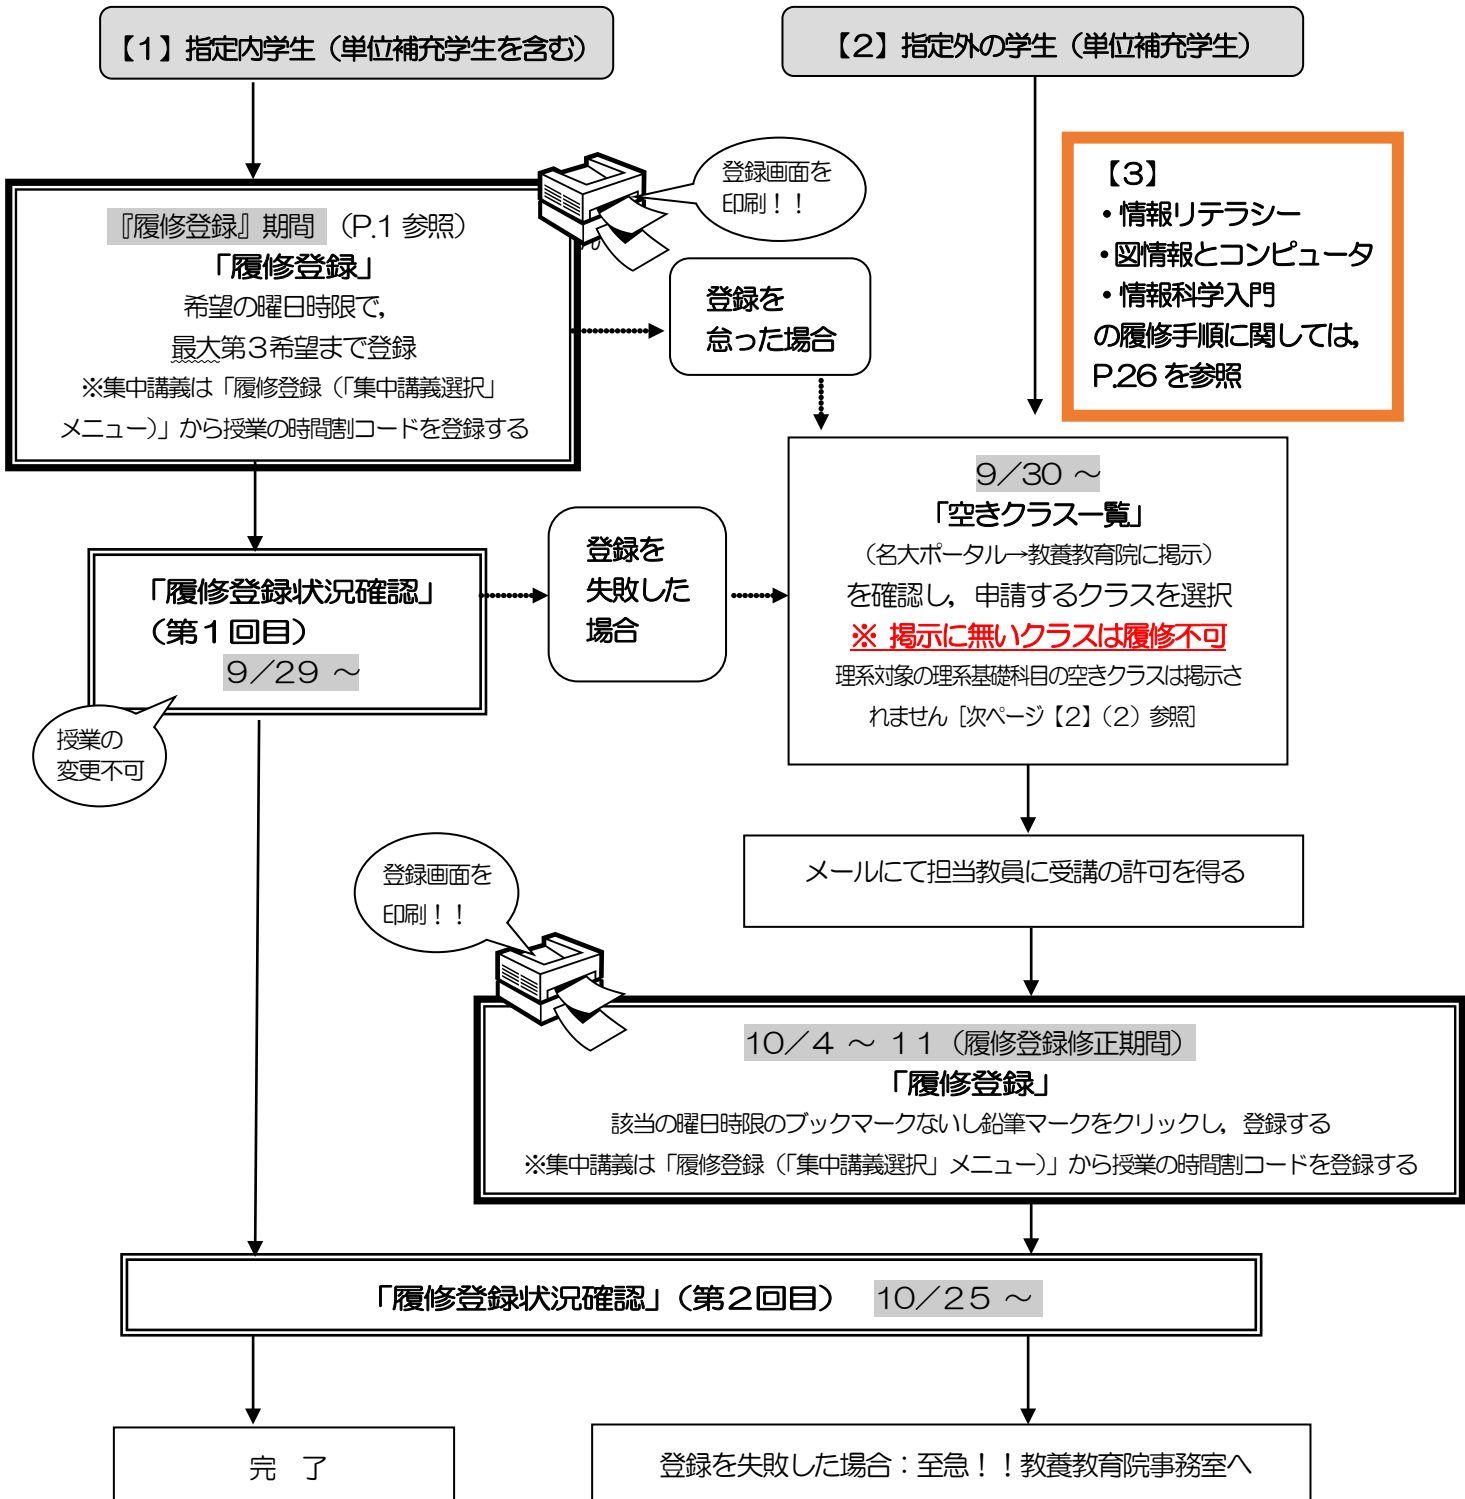 【1】指定内学生（単位補充学生を含む）
【2】指定外の学生（単位補充学生）
登録画面を
印刷！！
『履修登録』期間 （P.1 参照）
「履修登録」
希望の曜日時限で，
最大第３希望まで登録
※集中講義は「履修登録（「集中講義選択」
メニュー）」から授業の時間割コードを登録する
登録を
怠った場合
【3】
・情報リテラシー
・図情報とコンピュータ
・情報科学入門
の履修手順に関しては，
P.26 を参照
「履修登録状況確認」
（第１回目）
9／29 ～
授業の
変更不可
登録を
失敗した
場合
9／30 ～
「空きクラス一覧」
（名大ポータル→教養教育院に掲示）
を確認し，申請するクラスを選択
※ 掲示に無いクラスは履修不可
理系対象の理系基礎科目の空きクラスは掲示さ
れません［次ページ【2】（2）参照］
メールにて担当教員に受講の許可を得る
登録画面を
印刷！！
10／4 ～ 11（履修登録修正期間）
「履修登録」
該当の曜日時限のブックマークないし鉛筆マークをクリックし，登録する
※集中講義は「履修登録（「集中講義選択」メニュー）」から授業の時間割コードを登録する
「履修登録状況確認」（第２回目） 10／25 ～
完 了
登録を失敗した場合：至急！！教養教育院事務室へ